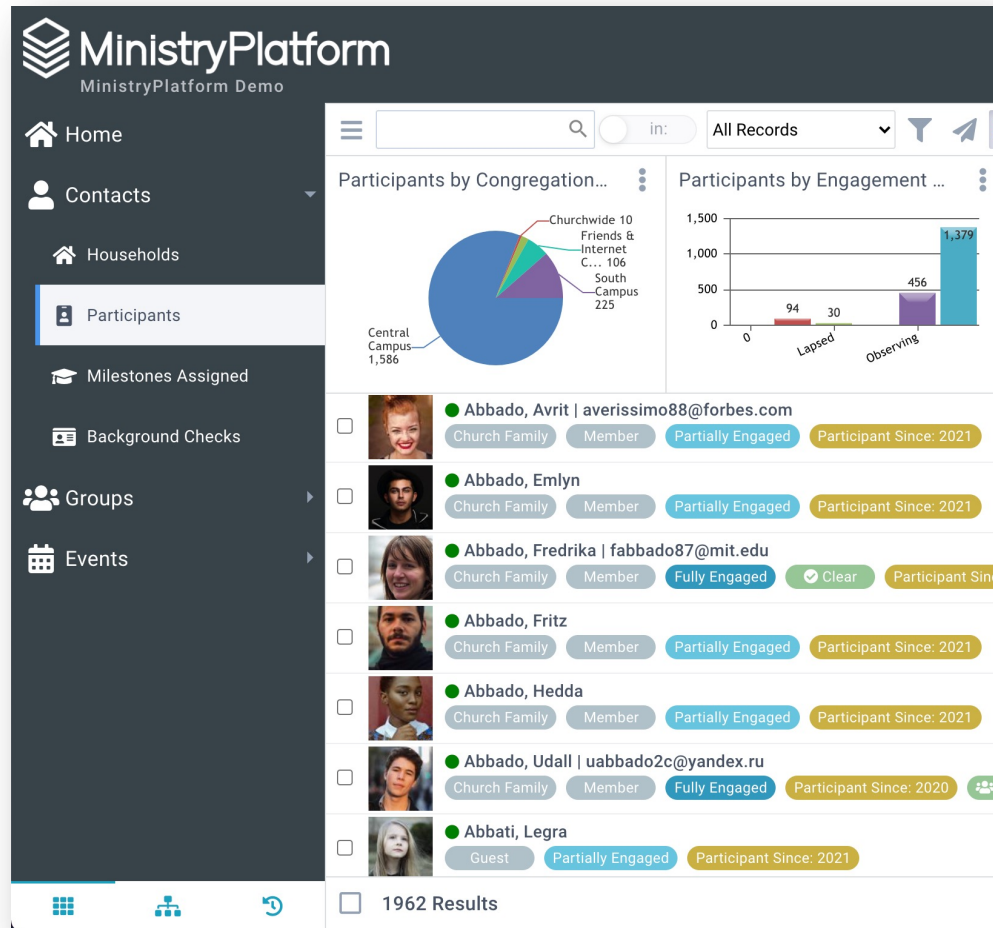 MinistryPlatform
MinistryPlatform Demo
Home
Contacts
Households
Participants
Milestones Assigned
Background Checks
Groups
Events
in:
All Records
Participants by Congregation...
Churchwide 10
Friends &
Internet
C... 106
South
Campus
225
Central
Campus
1,586
Participants by Engagement ...
1,500
1,000
500
0
94
30
456
1,379
0
Lapsed
Observing
Abbado, Avrit | averissimo88@forbes.com
Church Family Member Partially Engaged Participant Since: 2021
Abbado, Emlyn
Church Family Member Partially Engaged Participant Since: 2021
Abbado, Fredrika | fabbado87@mit.edu
Church Family Member Fully Engaged Clear Participant Sin
Abbado, Fritz
Church Family Member Partially Engaged Participant Since: 2021
Abbado, Hedda
Church Family Member Partially Engaged Participant Since: 2021
Abbado, Udall | uabbado2c@yandex.ru
Church Family Member Fully Engaged Participant Since: 2020
Abbati, Legra
Guest Partially Engaged Participant Since: 2021
1962 Results